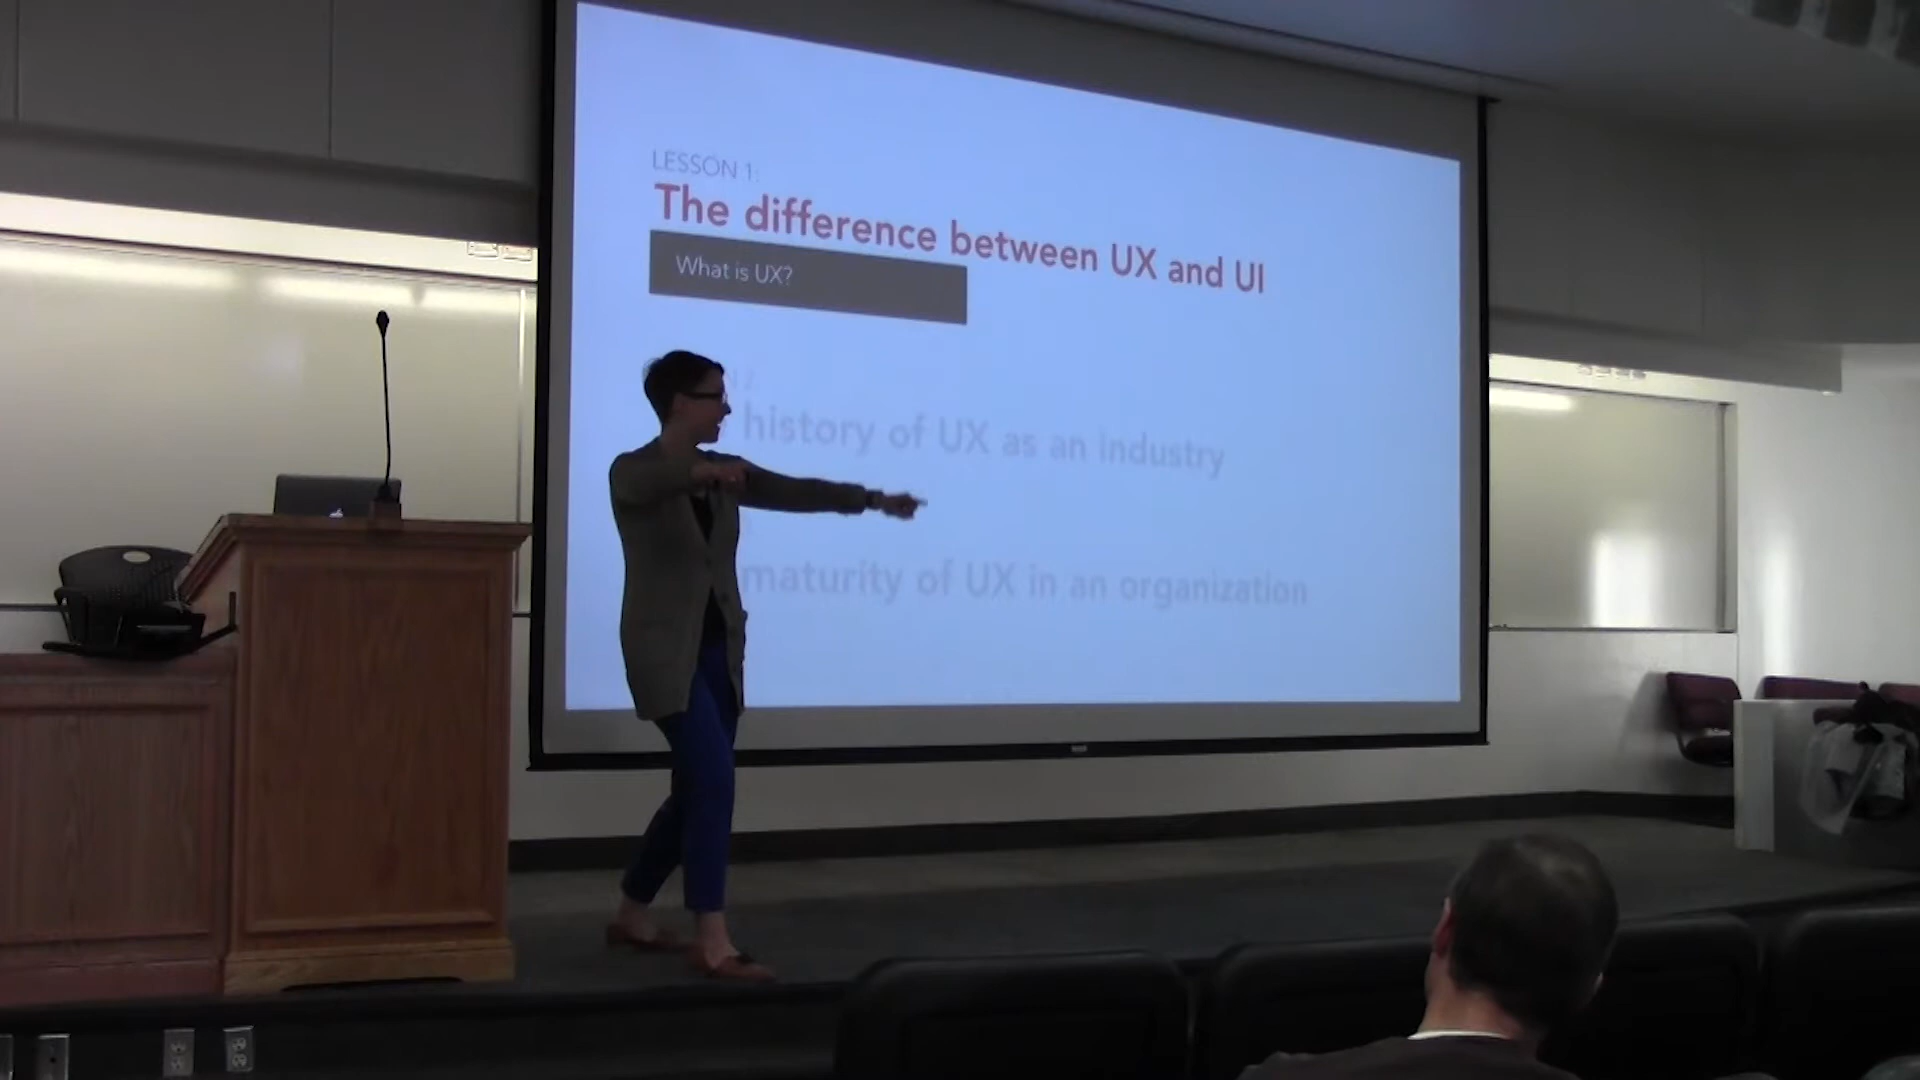 LESSON 1:
The difference between UX and UI
What is UX?
N 2:
history of UX as an industry
maturity of UX in an organization